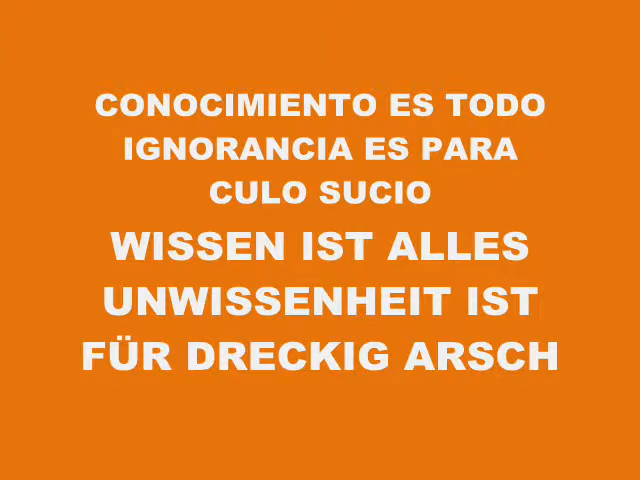 CONOCIMIENTO ES TODO
IGNORANCIA ES PARA
CULO SUCIO
WISSEN IST ALLES
UNWISSENHEIT IST
FÜR DRECKIG ARSCH